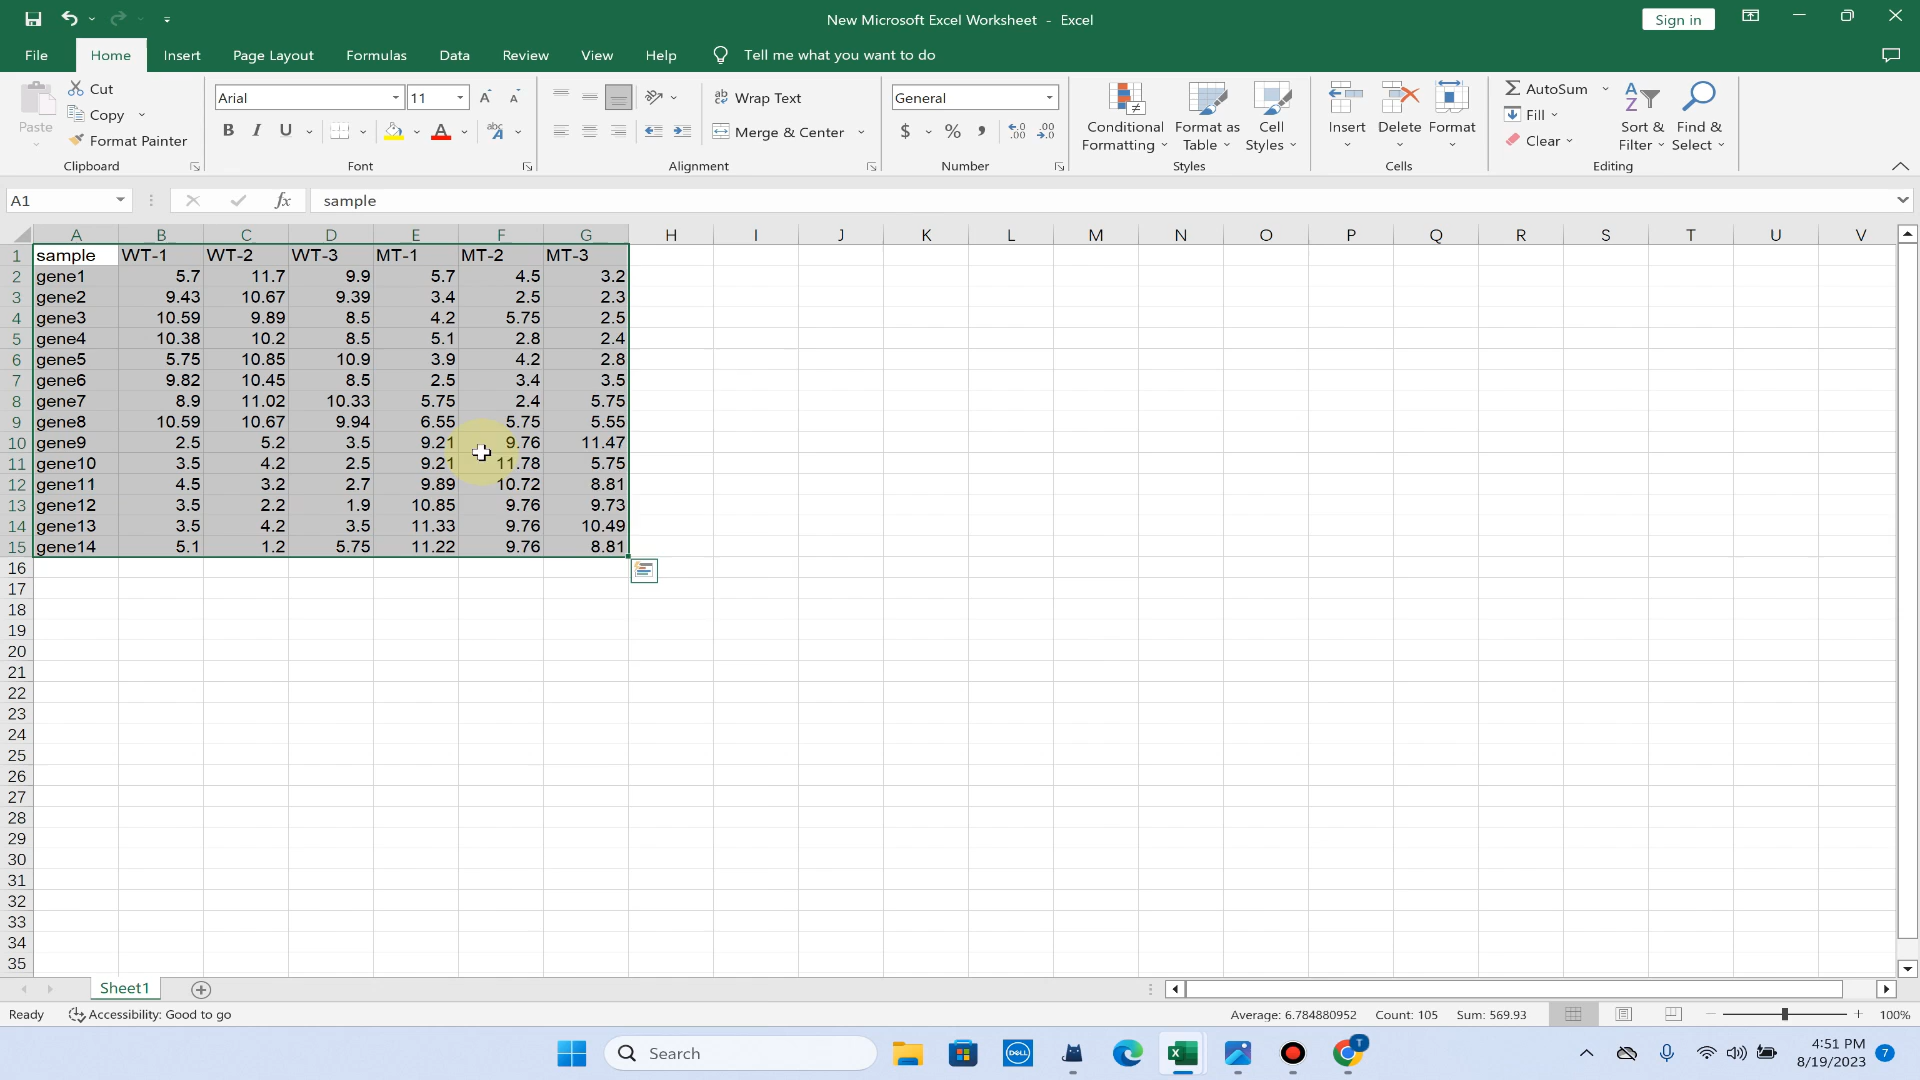 New Microsoft Excel Worksheet - Excel
Sign in
File Home Insert Page Layout Formulas Data Review View Help Tell me what you want to do
Paste
Cut
Copy
Format Painter
Clipboard
Arial 11
B I U A
Font
Wrap Text
Merge & Center
Alignment
General
$ %
Number
Conditional Formatting
Format as Table
Cell Styles
Styles
Insert Delete Format
Cells
AutoSum
Fill
Clear
Sort & Filter
Find & Select
Editing
A1 fx sample
A B C D E F G H I J K L M N O P Q R S T U V
1 sample WT-1 WT-2 WT-3 MT-1 MT-2 MT-3
2 gene1 5.7 11.7 9.9 5.7 4.5 3.2
3 gene2 9.43 10.67 9.39 3.4 2.5 2.3
4 gene3 10.59 9.89 8.5 4.2 5.75 2.5
5 gene4 10.38 10.2 8.5 5.1 2.8 2.4
6 gene5 5.75 10.85 10.9 3.9 4.2 2.8
7 gene6 9.82 10.45 8.5 2.5 3.4 3.5
8 gene7 8.9 11.02 10.33 5.75 2.4 5.75
9 gene8 10.59 10.67 9.94 6.55 5.75 5.55
10 gene9 2.5 5.2 3.5 9.21 9.76 11.47
11 gene10 3.5 4.2 2.5 9.21 11.78 5.75
12 gene11 4.5 3.2 2.7 9.89 10.72 8.81
13 gene12 3.5 2.2 1.9 10.85 9.76 9.73
14 gene13 3.5 4.2 3.5 11.33 9.76 10.49
15 gene14 5.1 1.2 5.75 11.22 9.76 8.81
16
17
18
19
20
21
22
23
24
25
26
27
28
29
30
31
32
33
34
35
Sheet1
Ready Accessibility: Good to go Average: 6.784880952 Count: 105 Sum: 569.93 100%
Search
DELL
T
4:51 PM
8/19/2023
7